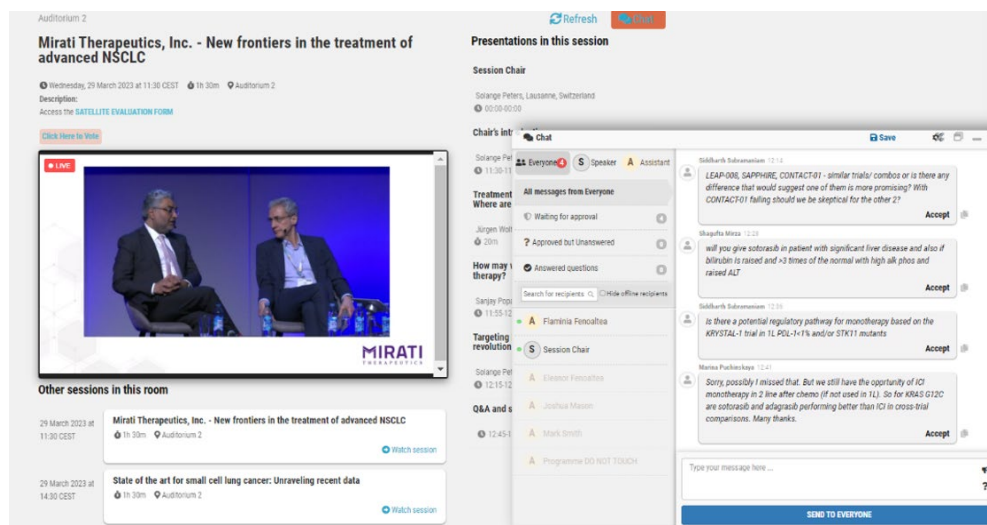 Auditorium 2
Refresh
Chat
Mirati Therapeutics, Inc. - New frontiers in the treatment of
advanced NSCLC
Wednesday, 29 March 2023 at 11:30 CEST 1h 30m Auditorium 2
Description:
Access the SATELLITE EVALUATION FORM
Click Here to Vote
LIVE
MIRATI
THERAPEUTICS
Other sessions in this room
29 March 2023 at
11:30 CEST
Mirati Therapeutics, Inc. - New frontiers in the treatment of advanced NSCLC
1h 30m Auditorium 2
Watch session
29 March 2023 at
14:30 CEST
State of the art for small cell lung cancer: Unraveling recent data
1h 30m Auditorium 2
Watch session
Presentations in this session
Session Chair
Solange Peters, Lausanne, Switzerland
00:00-00:00
Chair's
Solange
11:30-11
Treatment
Where are
Jürgen
20m
How may
therapy?
Sanjay
11:55-12
Targeting
revolution
Solange
12:15-12
Q&A and
12:45-1
Chat
Save
Everyone 4
S Speaker
A Assistant
All messages from Everyone
Waiting for approval
? Approved but Unanswered
Answered questions
Search for recipients
Hide offline recipients
A Flaminia Fenoaltea
S Session Chair
A Eleanor Fenoaltea
A Joshua Mason
A Mark Smith
A Programme DO NOT TOUCH
Siddharth Subramaniam 12:14
LEAP-008, SAPPHIRE, CONTACT-01 - similar trials/ combos or is there any
difference that would suggest one of them is more promising? With
CONTACT-01 failing should we be skeptical for the other 2?
Accept
Shagufta Mirza 12:28
will you give sotorasib in patient with significant liver disease and also if
bilirubin is raised and >3 times of the normal with high alk phos and
raised ALT
Accept
Siddharth Subramaniam
Is there a potential regulatory pathway for monotherapy based on the
KRYSTAL-1 trial in 1L PDL-1<1% and/or STK11 mutants
Accept
Marina Puchinskaya 12:41
Sorry, possibly I missed that. But we still have the opprtunity of ICI
monotherapy in 2 line after chemo (if not used in 1L). So for KRAS G12C
are sotorasib and adagrasib performing better than ICI in cross-trial
comparisons. Many thanks.
Accept
Type your message here ...
?
SEND TO EVERYONE